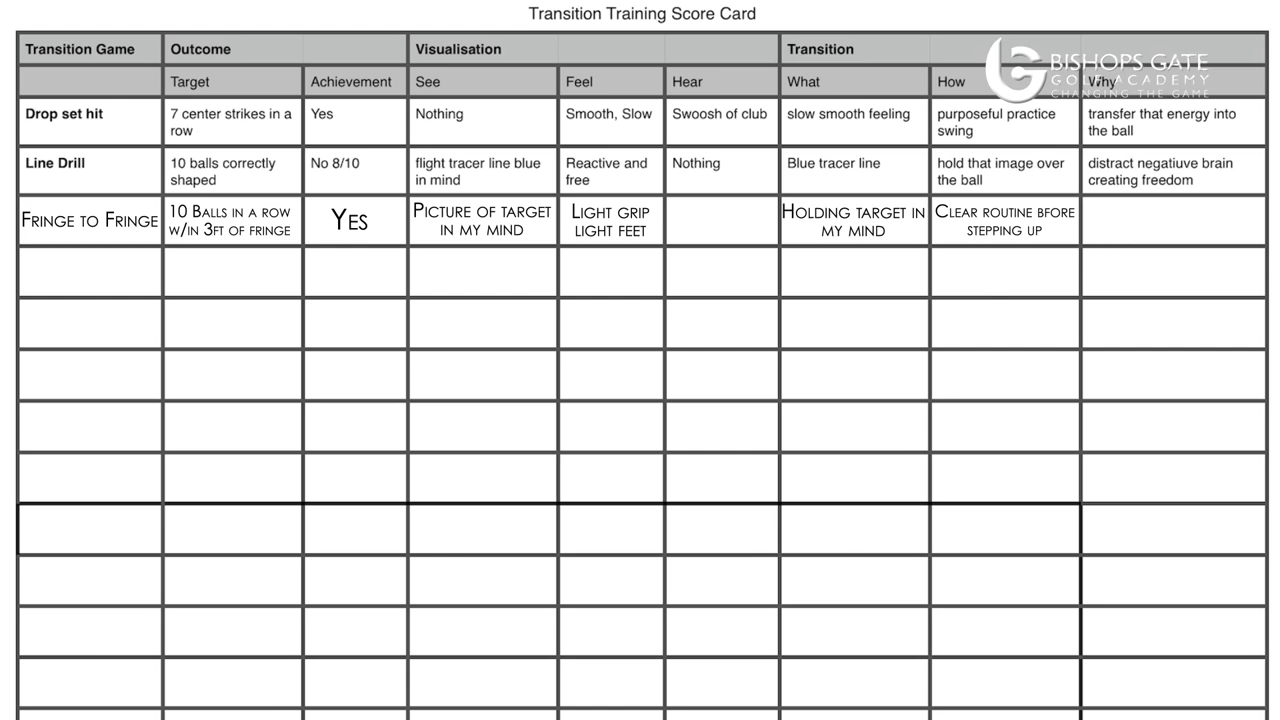 Transition Training Score Card
Transition Game Outcome Visualisation Transition
BISHOPS GATE
GOLF ACADEMY
CHANGING THE GAME
Target Achievement See Feel Hear What How Why
Drop set hit
7 center strikes in a
row
Yes
Nothing
Smooth, Slow
Swoosh of club
slow smooth feeling
purposeful practice
swing
transfer that energy into
the ball
Line Drill
10 balls correctly
shaped
No 8/10
flight tracer line blue
in mind
Reactive and
free
Nothing
Blue tracer line
hold that image over
the ball
distract negatiuve brain
creating freedom
FRINGE TO FRINGE
10 BALLS IN A ROW
W/IN 3FT OF FRINGE
YES
PICTURE OF TARGET
IN MY MIND
LIGHT GRIP
LIGHT FEET
HOLDING TARGET IN
MY MIND
CLEAR ROUTINE BFORE
STEPPING UP